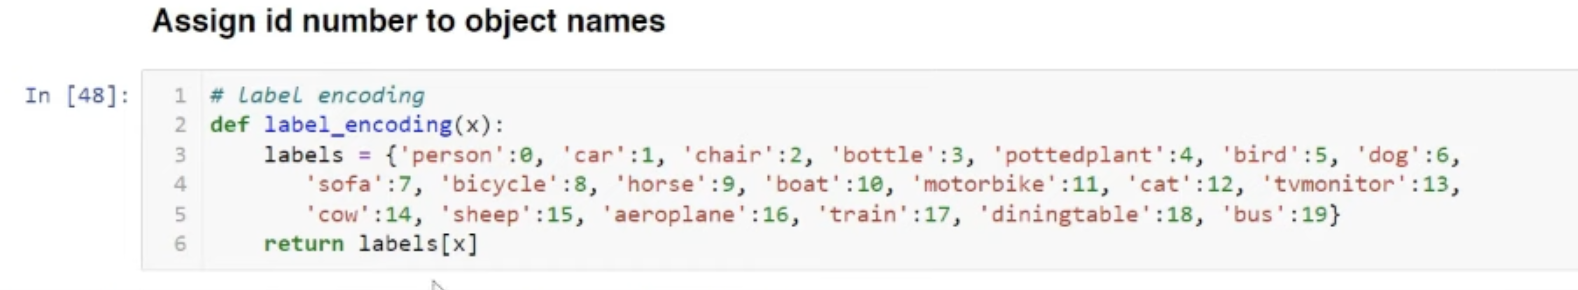 Assign id number to object names
In [48]:
1 # Label encoding
2 def label_encoding(x):
3     labels = {'person':0, 'car':1, 'chair':2, 'bottle':3, 'pottedplant':4, 'bird':5, 'dog':6,
4        'sofa':7, 'bicycle':8, 'horse':9, 'boat':10, 'motorbike':11, 'cat':12, 'tvmonitor':13,
5        'cow':14, 'sheep':15, 'aeroplane':16, 'train':17, 'diningtable':18, 'bus':19}
6     return labels[x]